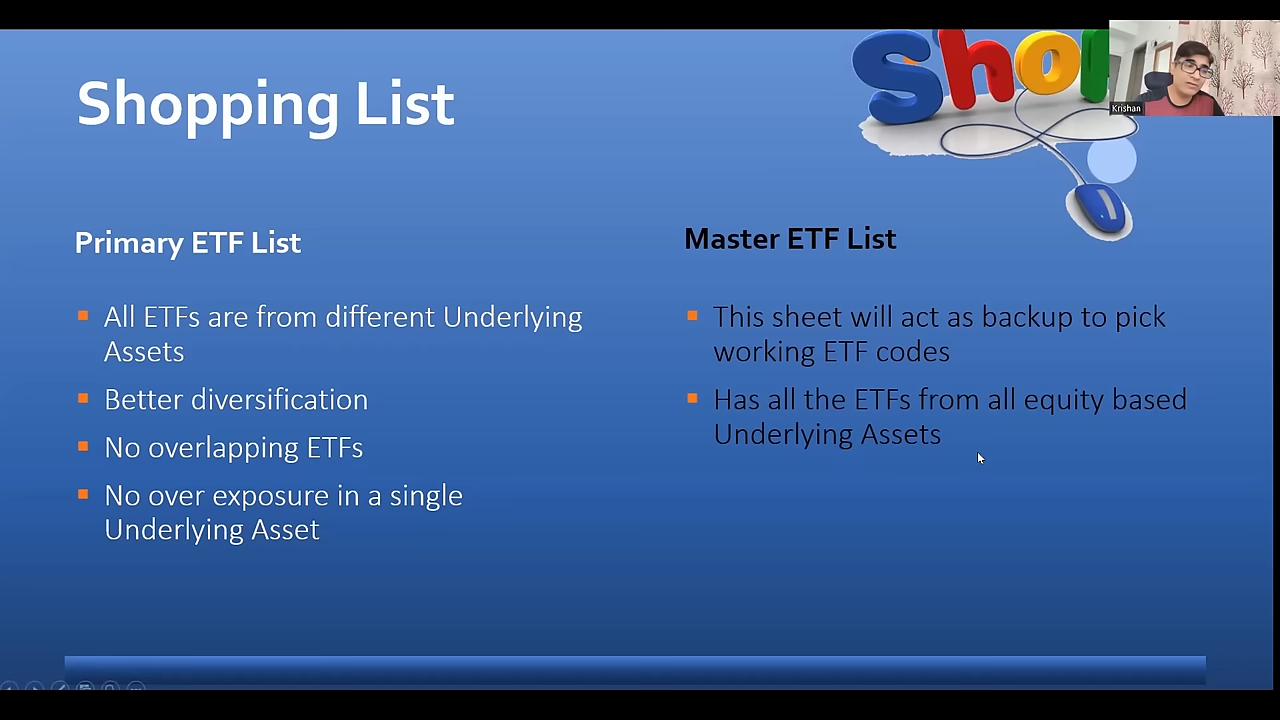 Shop
Krishan
Shopping List
Primary ETF List
All ETFs are from different Underlying
Assets
Better diversification
No overlapping ETFs
No over exposure in a single
Underlying Asset
Master ETF List
This sheet will act as backup to pick
working ETF codes
Has all the ETFs from all equity based
Underlying Assets